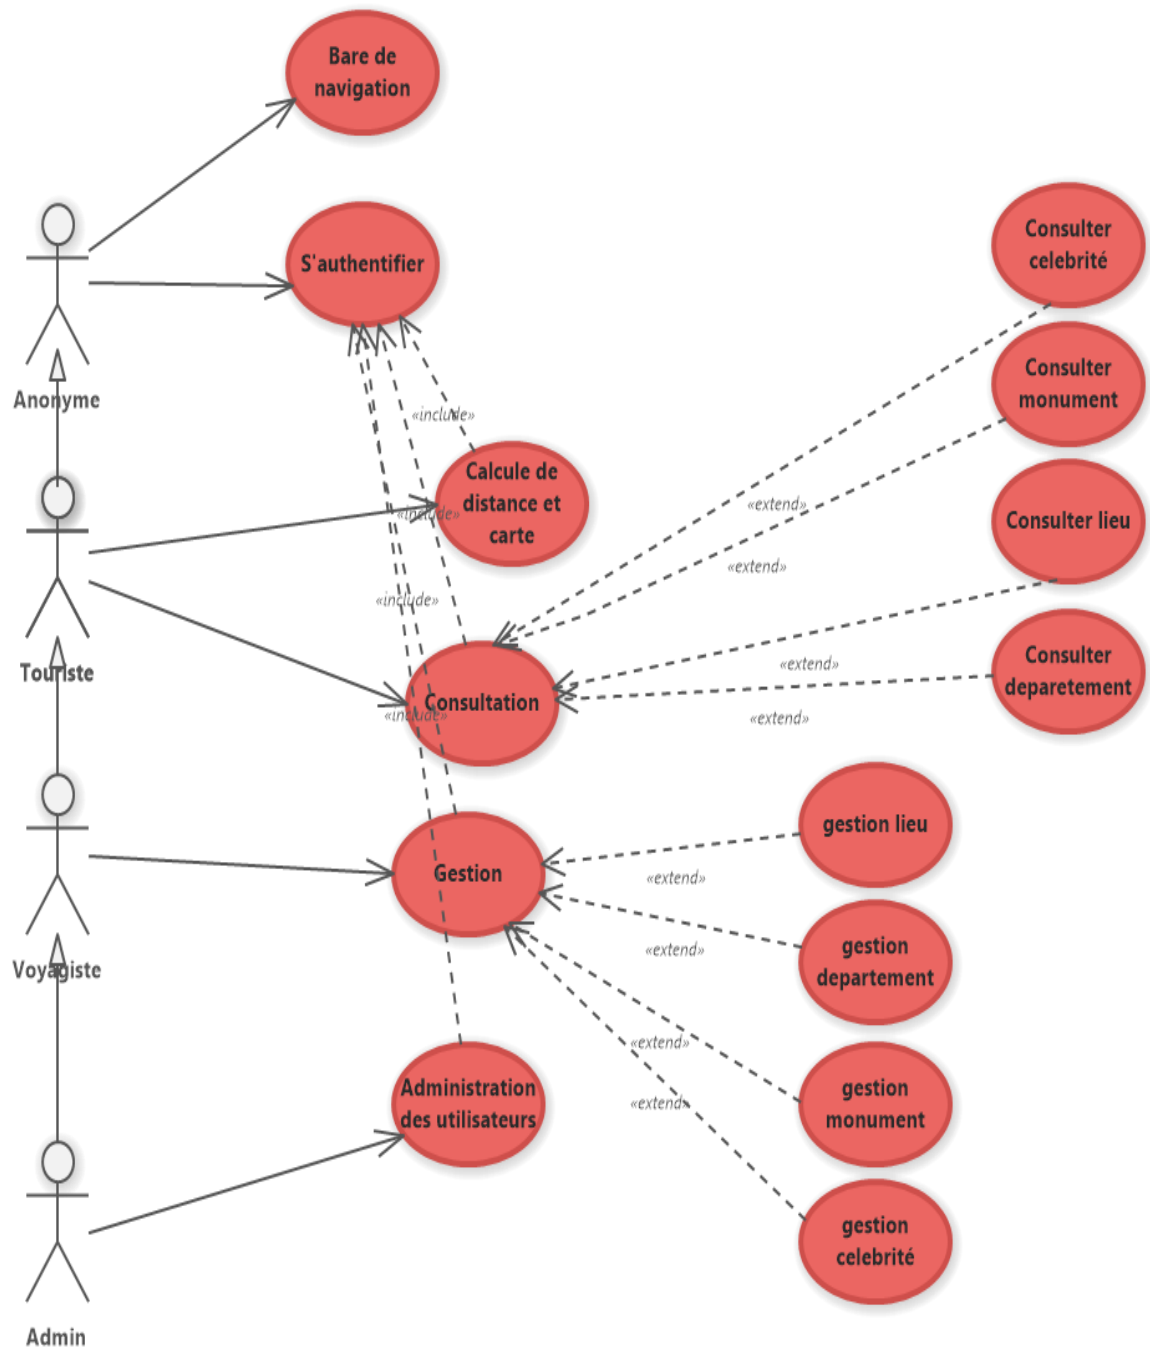 Bare de
navigation
S'authentifier
Consulter
celebrité
Consulter
monument
Anonyme
«include»
Calcule de
distance et
carte
«extend»
«include»
Consulter lieu
«extend»
«include»
Touriste
«extend»
Consulter
deparetement
Consultation
«include»
«extend»
gestion lieu
Gestion
«extend»
Voyagiste
«extend»
gestion
departement
«extend»
Administration
des utilisateurs
«extend»
gestion
monument
gestion
celebrité
Admin